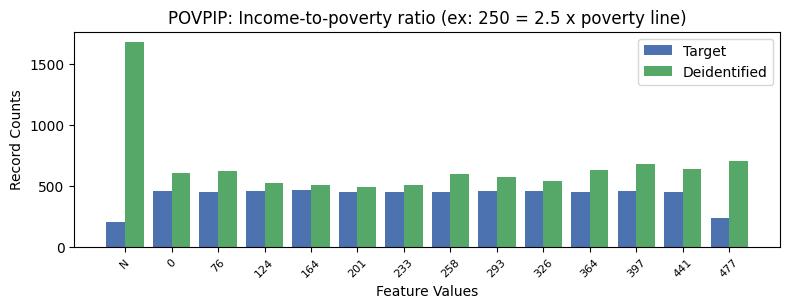 POVPIP: Income-to-poverty ratio (ex: 250 = 2.5 x poverty line)
Target
Deidentified
Record Counts
1500
1000
500
0
N 0 76 124 164 201 233 258 293 326 364 397 441 477
Feature Values